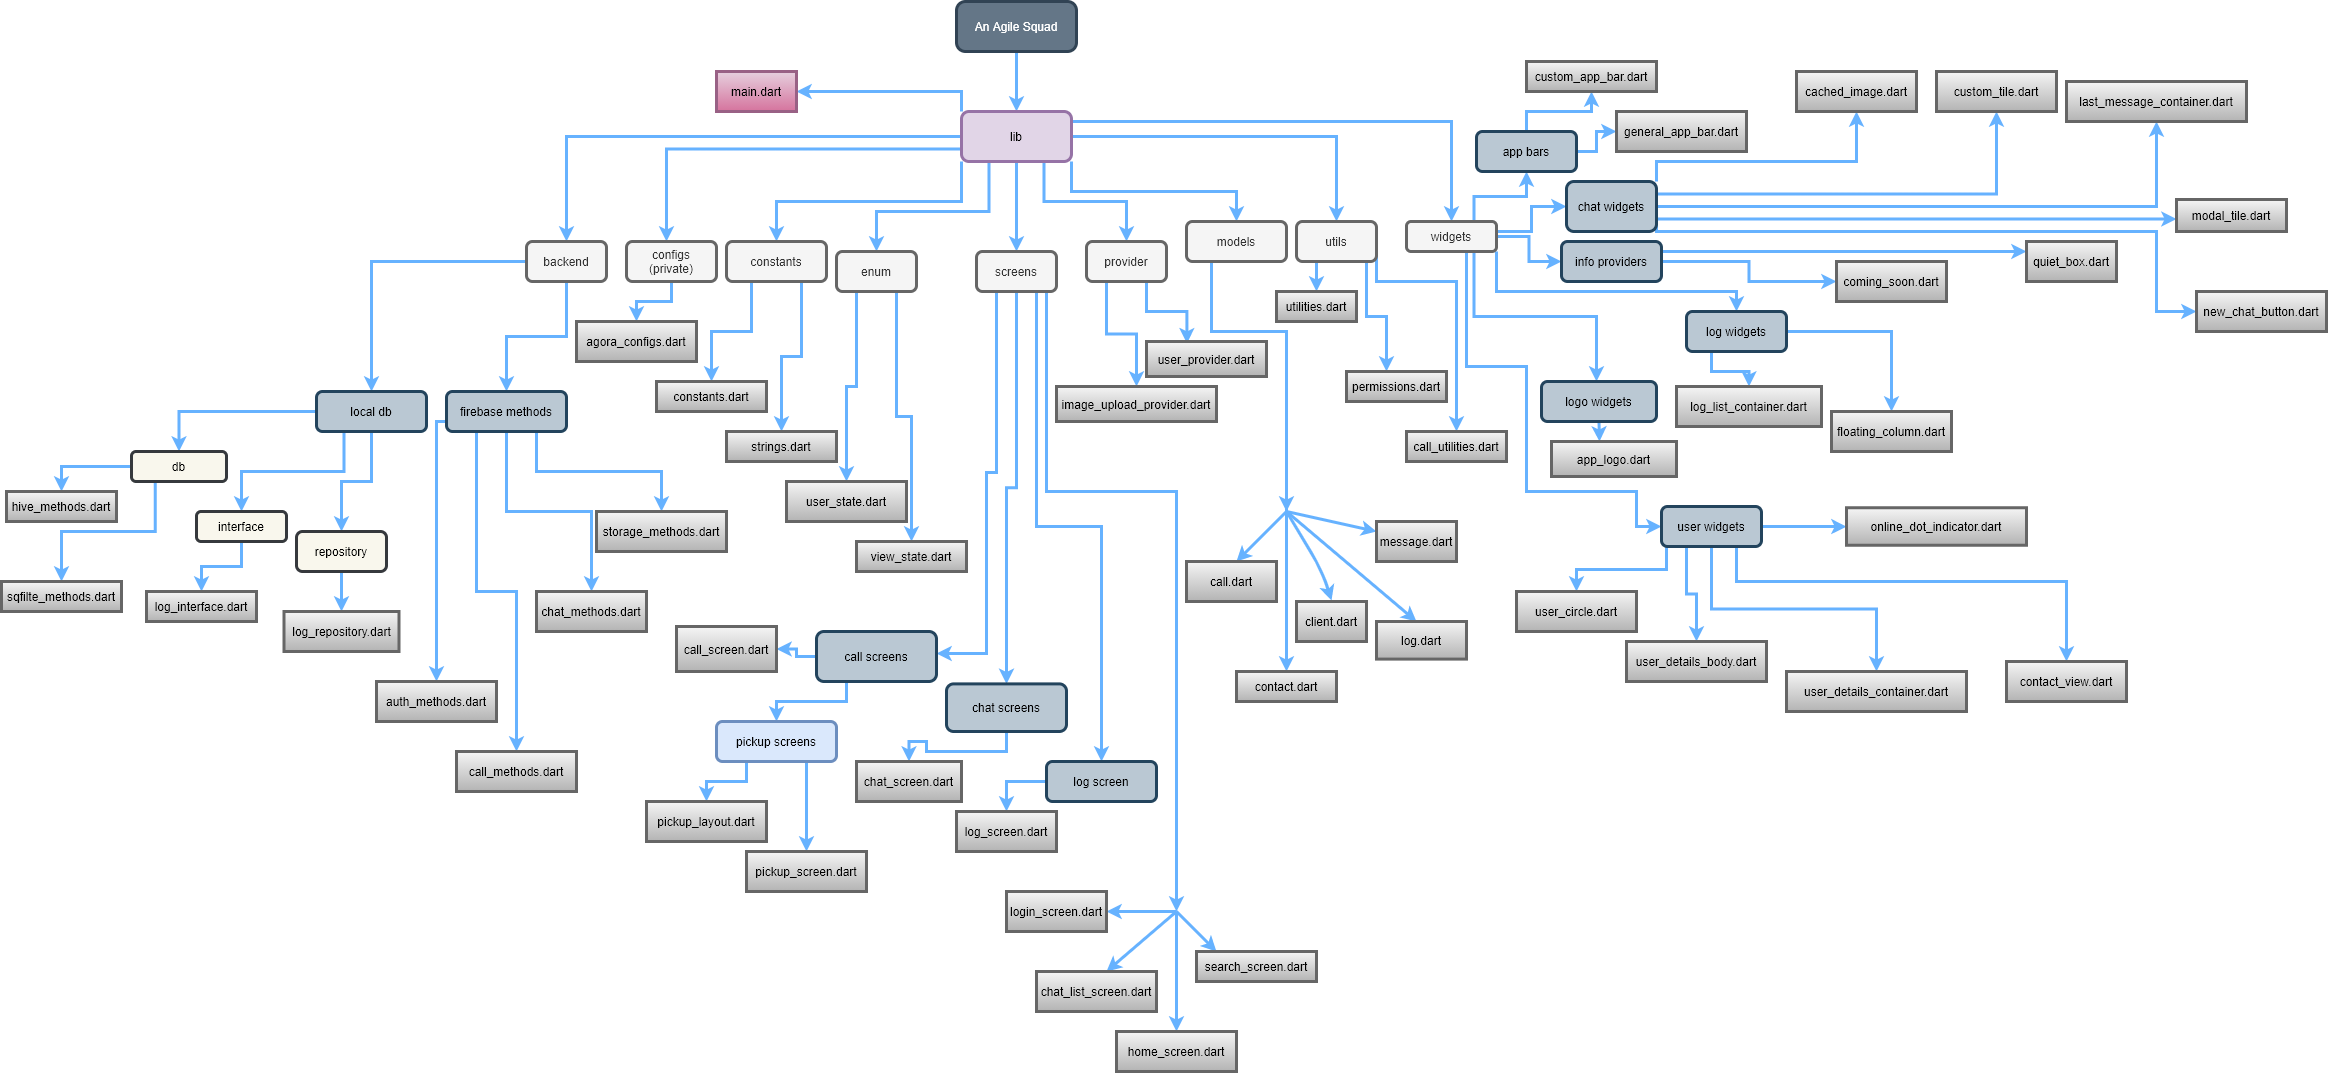 An Agile Squad
main.dart
lib
custom_app_bar.dart
general_app_bar.dart
cached_image.dart
custom_tile.dart
last_message_container.dart
app bars
chat widgets
modal_tile.dart
backend
configs
(private)
constants
enum
screens
provider
models
utils
widgets
info providers
quiet_box.dart
coming_soon.dart
new_chat_button.dart
agora_configs.dart
utilities.dart
log widgets
user_provider.dart
constants.dart
image_upload_provider.dart
permissions.dart
logo widgets
log_list_container.dart
floating_column.dart
local db
firebase methods
strings.dart
call_utilities.dart
app_logo.dart
db
hive_methods.dart
interface
repository
user_state.dart
storage_methods.dart
view_state.dart
message.dart
user widgets
online_dot_indicator.dart
sqfilte_methods.dart
log_interface.dart
log_repository.dart
chat_methods.dart
call.dart
client.dart
log.dart
user_circle.dart
call_screen.dart
call screens
user_details_body.dart
auth_methods.dart
chat screens
contact.dart
user_details_container.dart
contact_view.dart
pickup screens
call_methods.dart
chat_screen.dart
log screen
pickup_layout.dart
log_screen.dart
pickup_screen.dart
login_screen.dart
search_screen.dart
chat_list_screen.dart
home_screen.dart